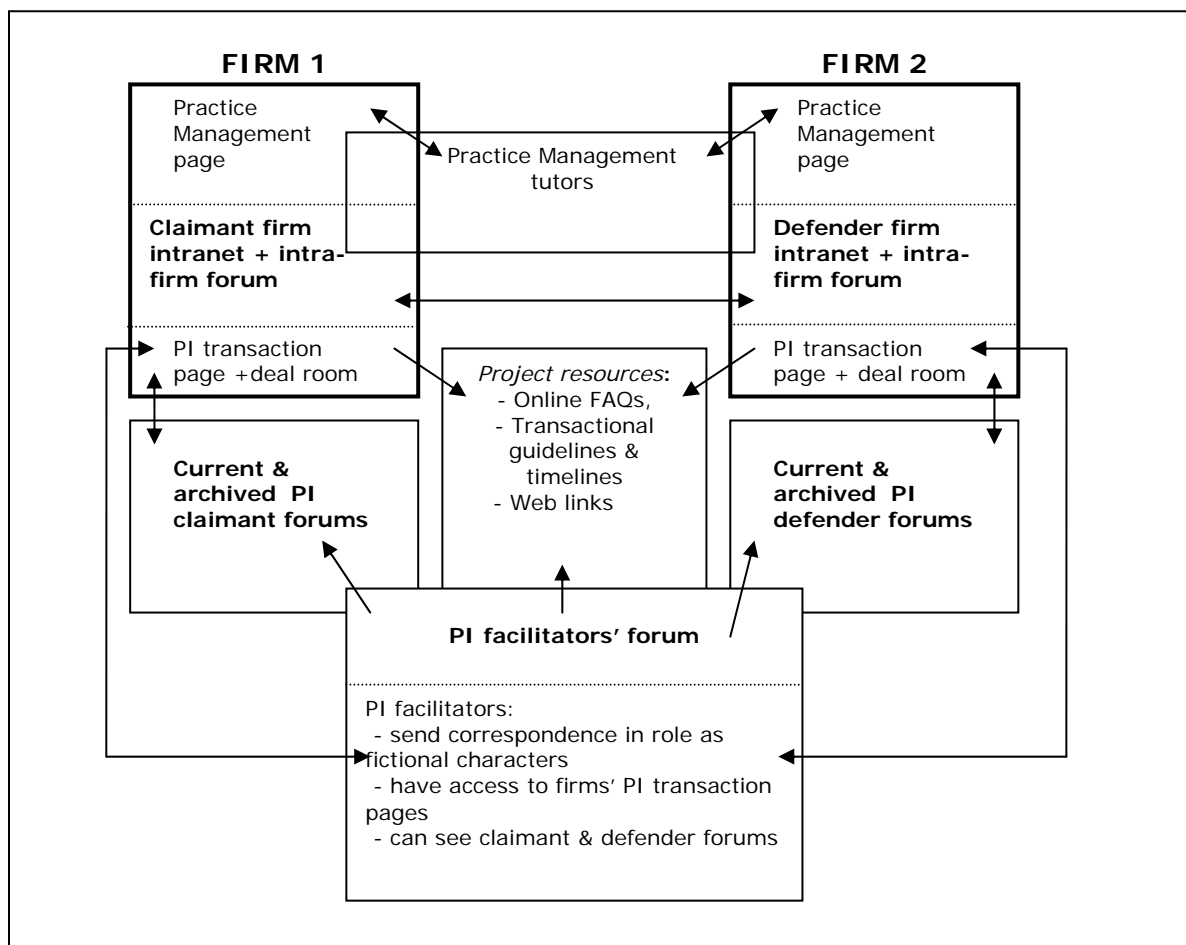 FIRM 1
FIRM 2
Practice
Management
page
Practice Management
tutors
Practice
Management
page
Claimant firm
intranet + intra-
firm forum
Defender firm
intranet + intra-
firm forum
PI transaction
page +deal room
Project resources:
- Online FAQs,
- Transactional
guidelines &
timelines
- Web links
PI transaction
page + deal room
Current &
archived PI
claimant forums
Current &
archived PI
defender forums
PI facilitators’ forum
PI facilitators:
- send correspondence in role as
fictional characters
- have access to firms’ PI transaction
pages
- can see claimant & defender forums